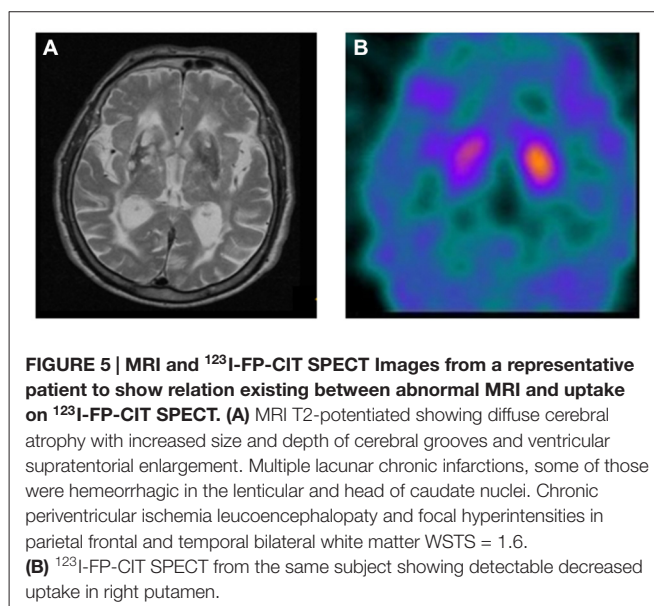 A
B
FIGURE 5 | MRI and ¹²³I-FP-CIT SPECT Images from a representative
patient to show relation existing between abnormal MRI and uptake
on ¹²³I-FP-CIT SPECT. (A) MRI T2-potentiated showing diffuse cerebral
atrophy with increased size and depth of cerebral grooves and ventricular
supratentorial enlargement. Multiple lacunar chronic infarctions, some of those
were hemeorrhagic in the lenticular and head of caudate nuclei. Chronic
periventricular ischemia leucoencephalopaty and focal hyperintensities in
parietal frontal and temporal bilateral white matter WSTS = 1.6.
(B) ¹²³I-FP-CIT SPECT from the same subject showing detectable decreased
uptake in right putamen.